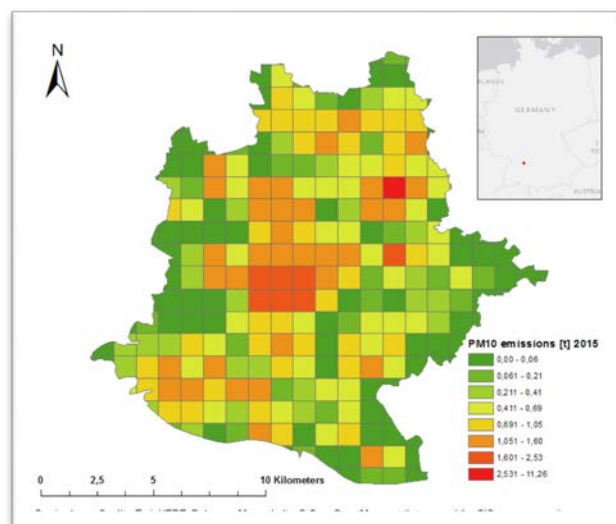 N
GERMANY
PM10 emissions [t] 2015
0,00 - 0,06
0,061 - 0,21
0,211 - 0,41
0,411 - 0,69
0,691 - 1,05
1,051 - 1,60
1,601 - 2,53
2,531 - 11,26
0 2,5 5 10 Kilometers